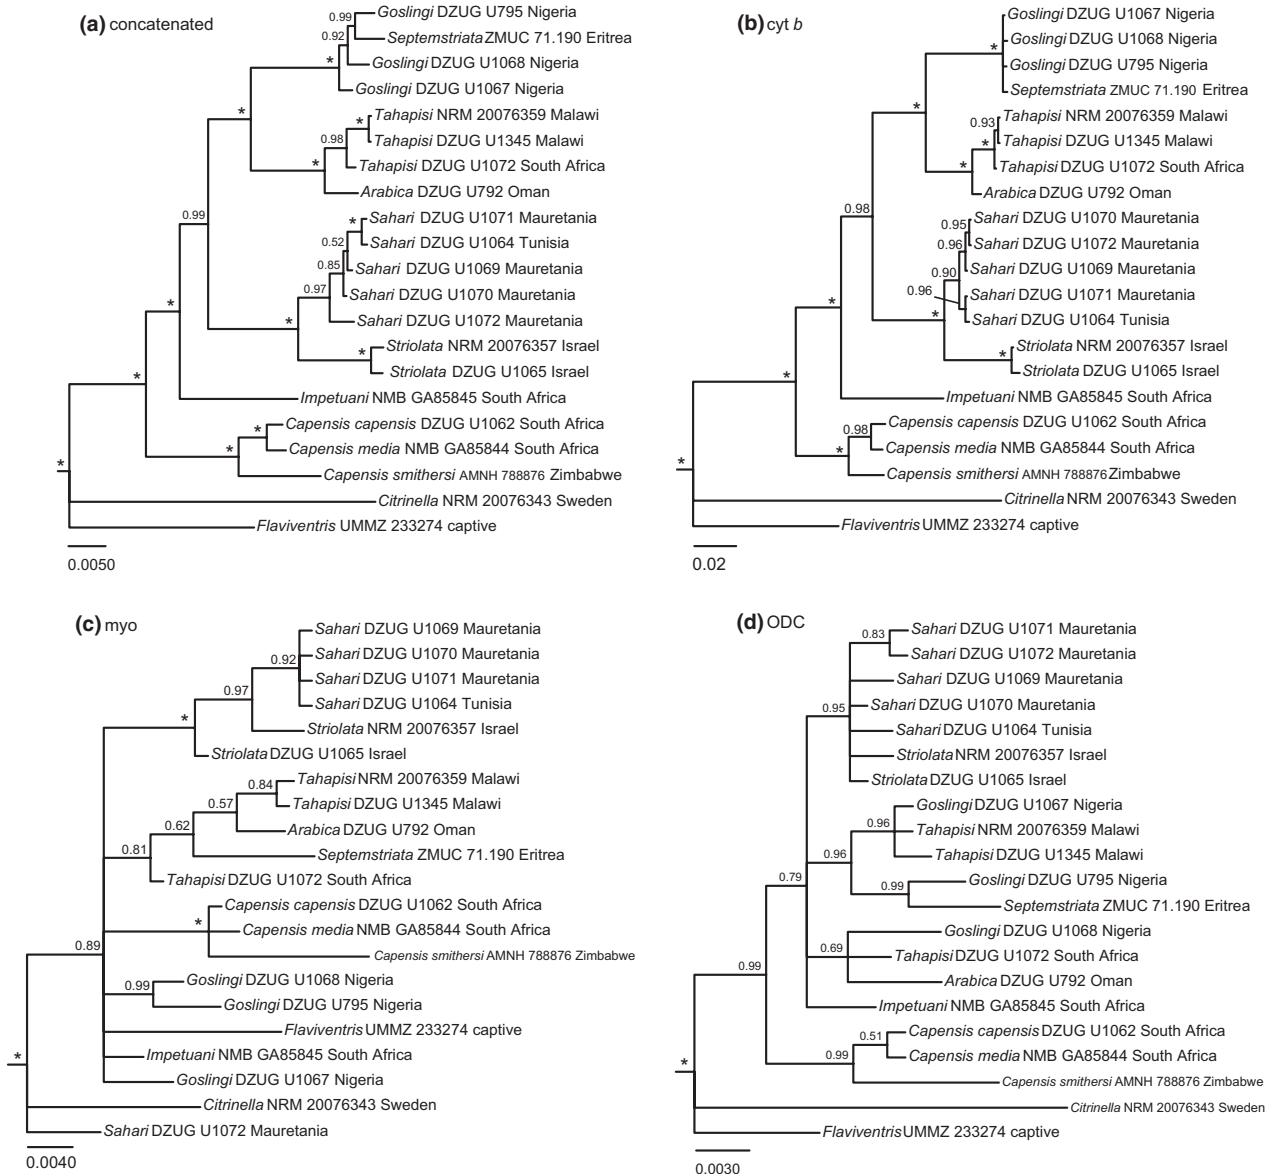 (a) concatenated
0.99
Goslingi DZUG U795 Nigeria
0.92
Septemstriata ZMUC 71.190 Eritrea
*
Goslingi DZUG U1068 Nigeria
Goslingi DZUG U1067 Nigeria
*
Tahapisi NRM 20076359 Malawi
*
0.98
Tahapisi DZUG U1345 Malawi
*
Tahapisi DZUG U1072 South Africa
Arabica DZUG U792 Oman
0.99
Sahari DZUG U1071 Mauretania
*
0.52
Sahari DZUG U1064 Tunisia
0.85
Sahari DZUG U1069 Mauretania
0.97
Sahari DZUG U1070 Mauretania
*
*
Sahari DZUG U1072 Mauretania
Striolata NRM 20076357 Israel
*
Striolata DZUG U1065 Israel
*
Impetuani NMB GA85845 South Africa
Capensis capensis DZUG U1062 South Africa
*
*
Capensis media NMB GA85844 South Africa
*
Capensis smithersi AMNH 788876 Zimbabwe
Citrinella NRM 20076343 Sweden
Flaviventris UMMZ 233274 captive
0.0050
(b) cyt b
Goslingi DZUG U1067 Nigeria
*
Goslingi DZUG U1068 Nigeria
Goslingi DZUG U795 Nigeria
Septemstriata ZMUC 71.190 Eritrea
*
Tahapisi NRM 20076359 Malawi
0.93
*
Tahapisi DZUG U1345 Malawi
*
Tahapisi DZUG U1072 South Africa
Arabica DZUG U792 Oman
0.98
Sahari DZUG U1070 Mauretania
0.95
0.96
Sahari DZUG U1072 Mauretania
0.90
Sahari DZUG U1069 Mauretania
0.96
Sahari DZUG U1071 Mauretania
*
*
Sahari DZUG U1064 Tunisia
Striolata NRM 20076357 Israel
*
Striolata DZUG U1065 Israel
*
Impetuani NMB GA85845 South Africa
Capensis capensis DZUG U1062 South Africa
0.98
*
Capensis media NMB GA85844 South Africa
*
Capensis smithersi AMNH 788876 Zimbabwe
Citrinella NRM 20076343 Sweden
Flaviventris UMMZ 233274 captive
0.02
(c) myo
Sahari DZUG U1069 Mauretania
0.92
Sahari DZUG U1070 Mauretania
Sahari DZUG U1071 Mauretania
0.97
Sahari DZUG U1064 Tunisia
*
Striolata NRM 20076357 Israel
Striolata DZUG U1065 Israel
0.84
Tahapisi NRM 20076359 Malawi
0.57
Tahapisi DZUG U1345 Malawi
0.62
Arabica DZUG U792 Oman
0.81
Septemstriata ZMUC 71.190 Eritrea
Tahapisi DZUG U1072 South Africa
Capensis capensis DZUG U1062 South Africa
*
Capensis media NMB GA85844 South Africa
0.89
Capensis smithersi AMNH 788876 Zimbabwe
0.99
Goslingi DZUG U1068 Nigeria
Goslingi DZUG U795 Nigeria
Flaviventris UMMZ 233274 captive
*
Impetuani NMB GA85845 South Africa
Goslingi DZUG U1067 Nigeria
Citrinella NRM 20076343 Sweden
Sahari DZUG U1072 Mauretania
0.0040
(d) ODC
Sahari DZUG U1071 Mauretania
0.83
Sahari DZUG U1072 Mauretania
Sahari DZUG U1069 Mauretania
0.95
Sahari DZUG U1070 Mauretania
Sahari DZUG U1064 Tunisia
Striolata NRM 20076357 Israel
Striolata DZUG U1065 Israel
Goslingi DZUG U1067 Nigeria
0.96
Tahapisi NRM 20076359 Malawi
0.96
Tahapisi DZUG U1345 Malawi
0.79
0.99
Goslingi DZUG U795 Nigeria
Septemstriata ZMUC 71.190 Eritrea
Goslingi DZUG U1068 Nigeria
0.69
Tahapisi DZUG U1072 South Africa
0.99
Arabica DZUG U792 Oman
Impetuani NMB GA85845 South Africa
Capensis capensis DZUG U1062 South Africa
0.51
0.99
Capensis media NMB GA85844 South Africa
*
Capensis smithersi AMNH 788876 Zimbabwe
Citrinella NRM 20076343 Sweden
Flaviventris UMMZ 233274 captive
0.0030